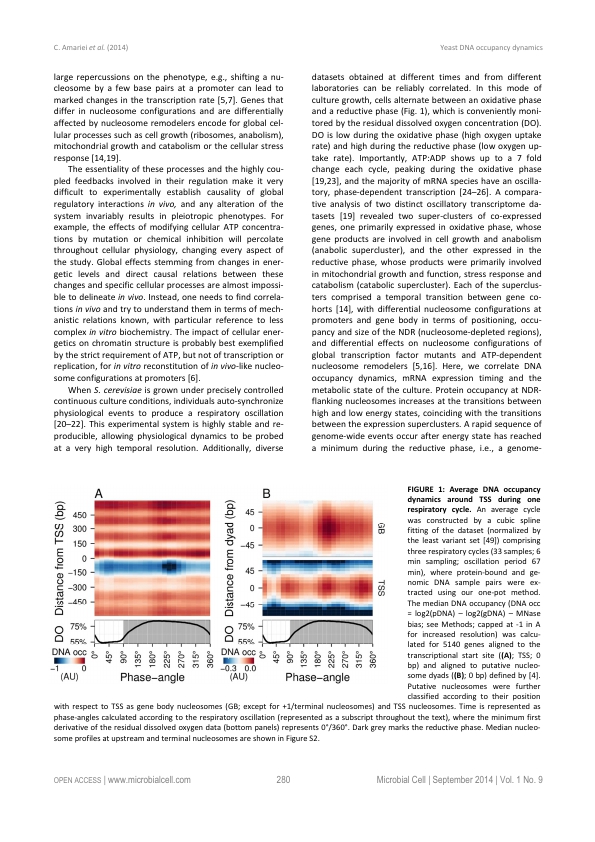 C. Amariei et al. (2014)
Yeast DNA occupancy dynamics
large repercussions on the phenotype, e.g., shifting a nu-
cleosome by a few base pairs at a promoter can lead to
marked changes in the transcription rate [5,7]. Genes that
differ in nucleosome configurations and are differentially
affected by nucleosome remodelers encode for global cel-
lular processes such as cell growth (ribosomes, anabolism),
mitochondrial growth and catabolism or the cellular stress
response [14,19].
The essentiality of these processes and the highly cou-
pled feedbacks involved in their regulation make it very
difficult to experimentally establish causality of global
regulatory interactions in vivo, and any alteration of the
system invariably results in pleiotropic phenotypes. For
example, the effects of modifying cellular ATP concentra-
tions by mutation or chemical inhibition will percolate
throughout cellular physiology, changing every aspect of
the study. Global effects stemming from changes in ener-
getic levels and direct causal relations between these
changes and specific cellular processes are almost impossi-
ble to delineate in vivo. Instead, one needs to find correla-
tions in vivo and try to understand them in terms of mech-
anistic relations known, with particular reference to less
complex in vitro biochemistry. The impact of cellular ener-
getics on chromatin structure is probably best exemplified
by the strict requirement of ATP, but not of transcription or
replication, for in vitro reconstitution of in vivo-like nucleo-
some configurations at promoters [6].
When S. cerevisiae is grown under precisely controlled
continuous culture conditions, individuals auto-synchronize
physiological events to produce a respiratory oscillation
[20–22]. This experimental system is highly stable and re-
producible, allowing physiological dynamics to be probed
at a very high temporal resolution. Additionally, diverse
datasets obtained at different times and from different
laboratories can be reliably correlated. In this mode of
culture growth, cells alternate between an oxidative phase
and a reductive phase (Fig. 1), which is conveniently moni-
tored by the residual dissolved oxygen concentration (DO).
DO is low during the oxidative phase (high oxygen uptake
rate) and high during the reductive phase (low oxygen up-
take rate). Importantly, ATP:ADP shows up to a 7 fold
change each cycle, peaking during the oxidative phase
[19,23], and the majority of mRNA species have an oscilla-
tory, phase-dependent transcription [24–26]. A compara-
tive analysis of two distinct oscillatory transcriptome da-
tasets [19] revealed two super-clusters of co-expressed
genes, one primarily expressed in oxidative phase, whose
gene products are involved in cell growth and anabolism
(anabolic supercluster), and the other expressed in the
reductive phase, whose products were primarily involved
in mitochondrial growth and function, stress response and
catabolism (catabolic supercluster). Each of the superclus-
ters comprised a temporal transition between gene co-
horts [14], with differential nucleosome configurations at
promoters and gene body in terms of positioning, occu-
pancy and size of the NDR (nucleosome-depleted regions),
and differential effects on nucleosome configurations of
global transcription factor mutants and ATP-dependent
nucleosome remodelers [5,16]. Here, we correlate DNA
occupancy dynamics, mRNA expression timing and the
metabolic state of the culture. Protein occupancy at NDR-
flanking nucleosomes increases at the transitions between
high and low energy states, coinciding with the transitions
between the expression superclusters. A rapid sequence of
genome-wide events occur after energy state has reached
a minimum during the reductive phase, i.e., a genome-
A
Distance from TSS (bp)
450
300
150
0
−150
−300
−450
DO
75%
55%
DNA occ
−1 0
(AU)
0° 45° 90° 135° 180° 225° 270° 315° 360°
Phase−angle
B
Distance from dyad (bp)
45
0
−45
45
0
−45
GB
TSS
DO
75%
55%
DNA occ
−0.3 0.0
(AU)
0° 45° 90° 135° 180° 225° 270° 315° 360°
Phase−angle
FIGURE 1: Average DNA occupancy
dynamics around TSS during one
respiratory cycle. An average cycle
was constructed by a cubic spline
fitting of the dataset (normalized by
the least variant set [49]) comprising
three respiratory cycles (33 samples; 6
min sampling; oscillation period 67
min), where protein-bound and ge-
nomic DNA sample pairs were ex-
tracted using our one-pot method.
The median DNA occupancy (DNA occ
= log2(pDNA) − log2(gDNA) − MNase
bias; see Methods; capped at -1 in A
for increased resolution) was calcu-
lated for 5140 genes aligned to the
transcriptional start site ((A); TSS; 0
bp) and aligned to putative nucleo-
some dyads ((B); 0 bp) defined by [4].
Putative nucleosomes were further
classified according to their position
with respect to TSS as gene body nucleosomes (GB; except for +1/terminal nucleosomes) and TSS nucleosomes. Time is represented as
phase-angles calculated according to the respiratory oscillation (represented as a subscript throughout the text), where the minimum first
derivative of the residual dissolved oxygen data (bottom panels) represents 0°/360°. Dark grey marks the reductive phase. Median nucleo-
some profiles at upstream and terminal nucleosomes are shown in Figure S2.
OPEN ACCESS | www.microbialcell.com
280
Microbial Cell | September 2014 | Vol. 1 No. 9